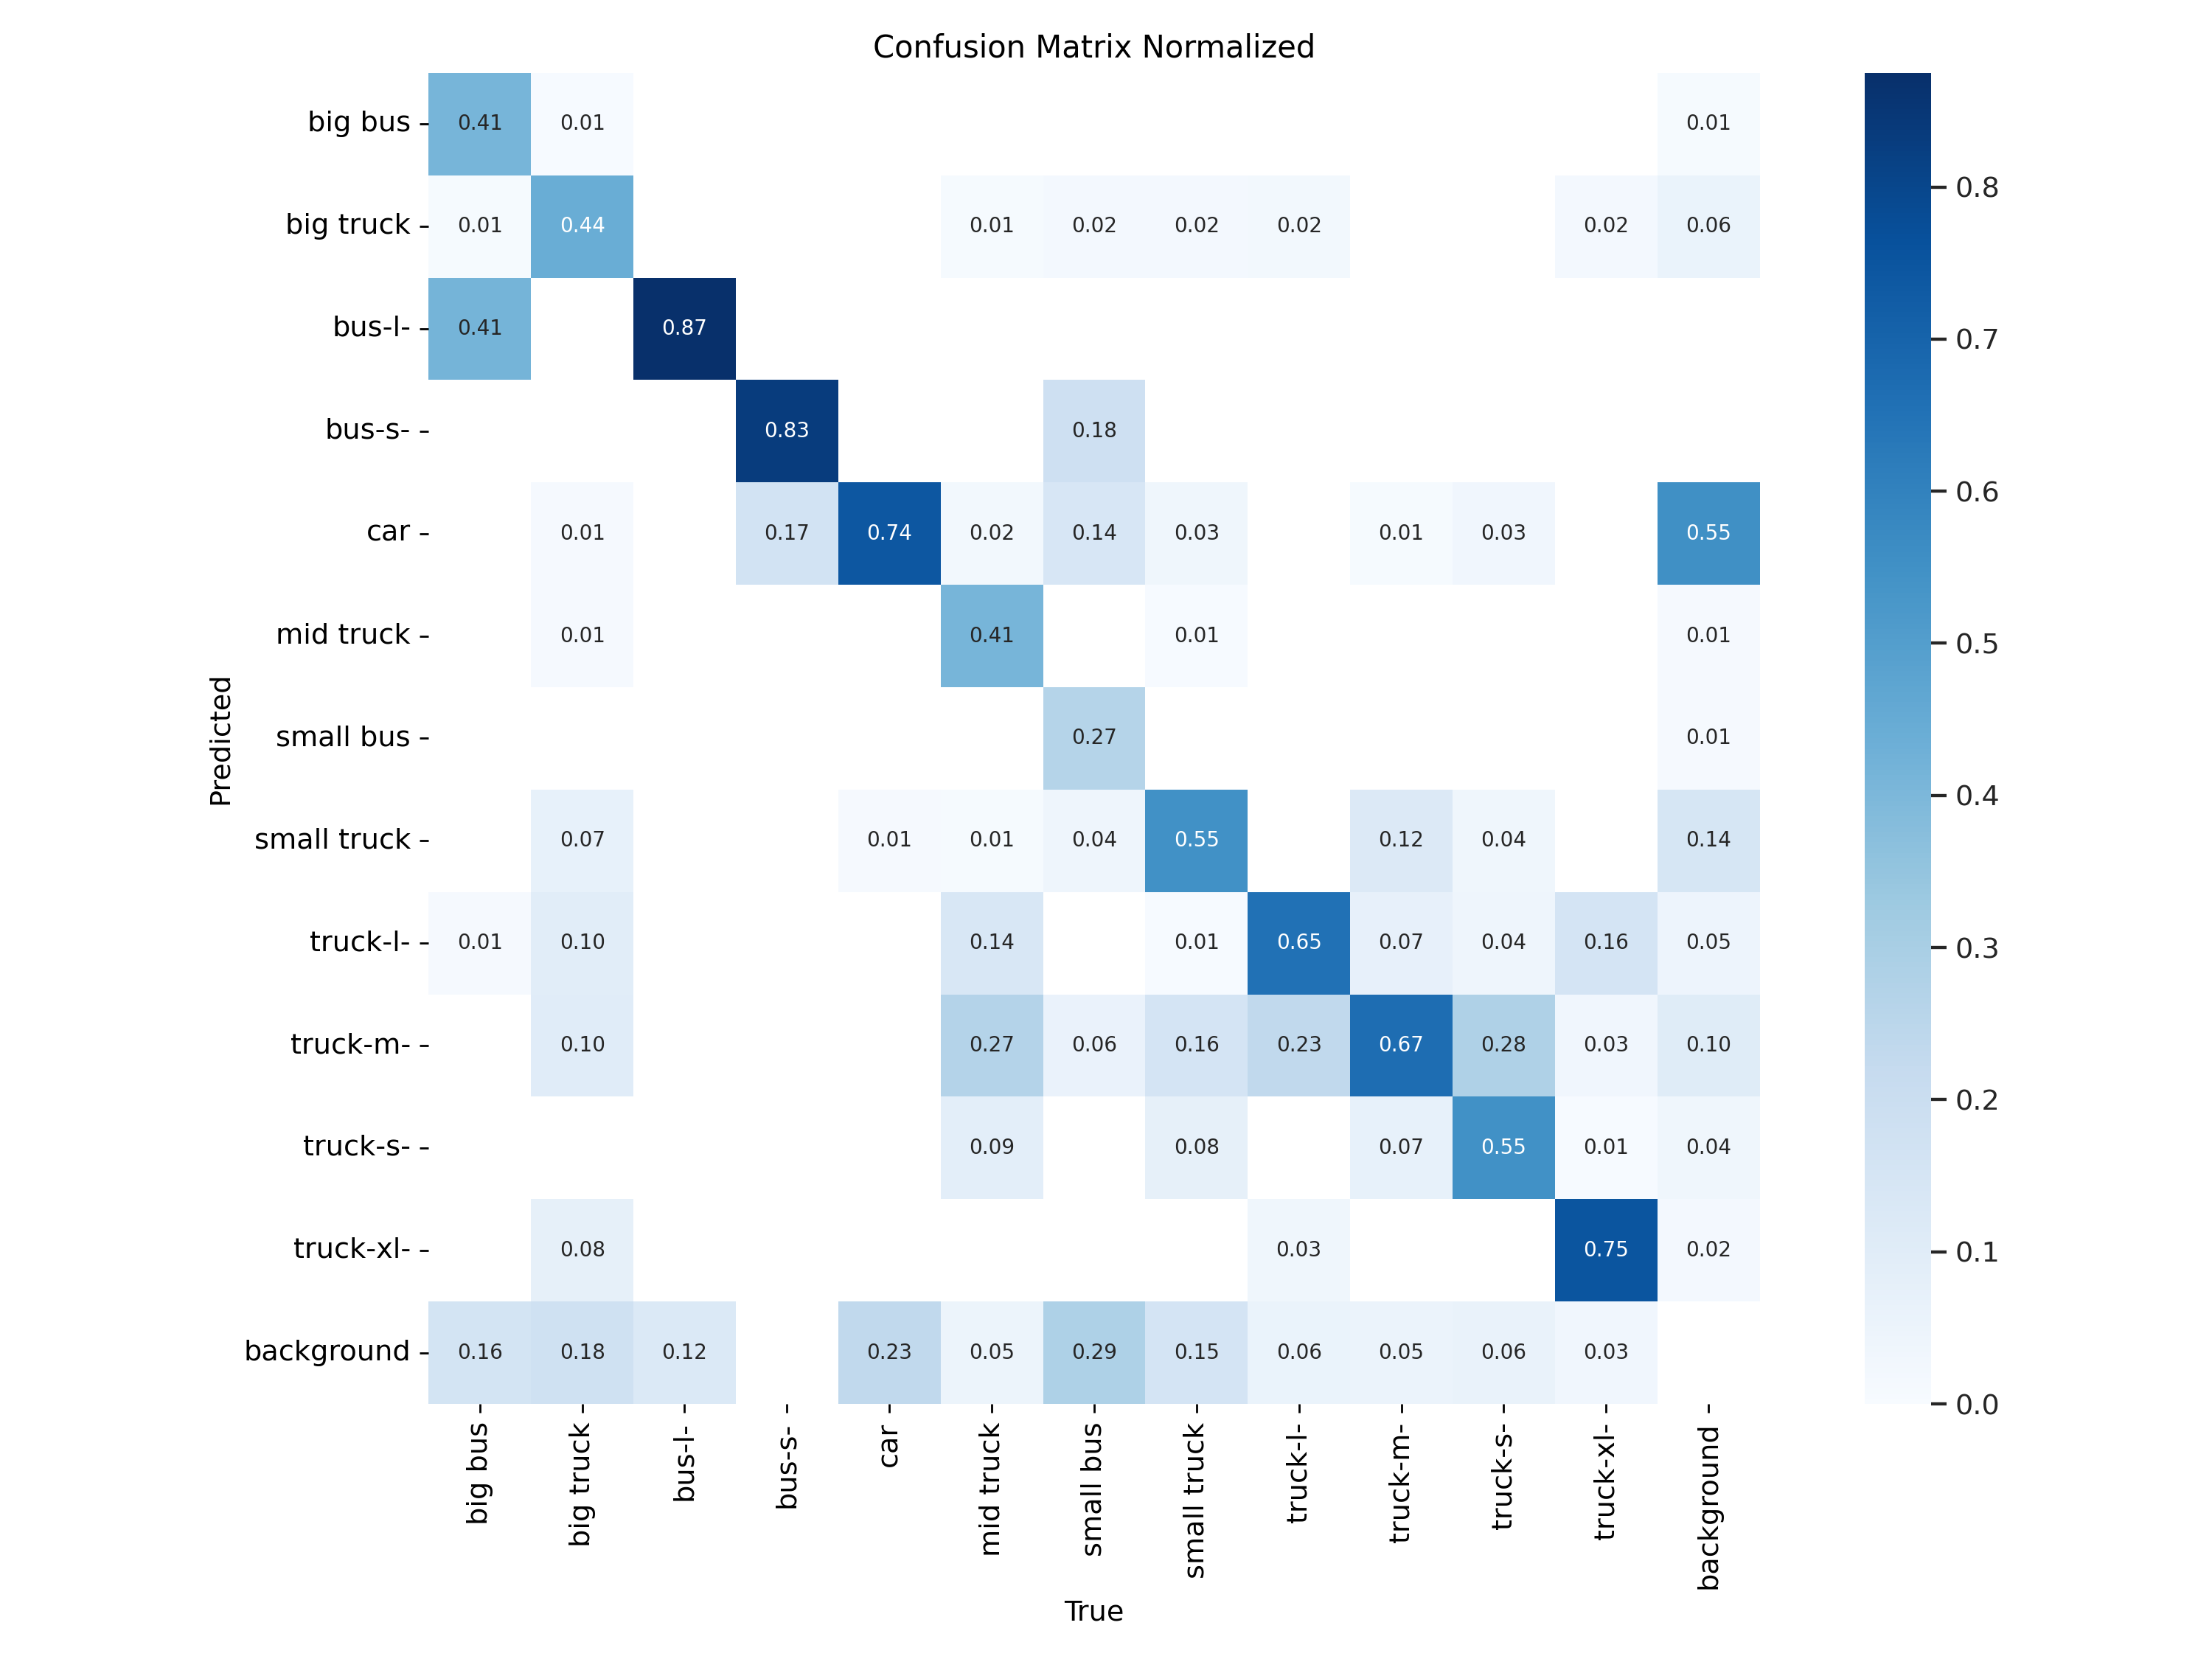 Confusion Matrix Normalized
big bus 0.41 0.01 0.01
big truck 0.01 0.44 0.01 0.02 0.02 0.02 0.02 0.06
bus-l- 0.41 0.87
bus-s- 0.83 0.18
car 0.01 0.17 0.74 0.02 0.14 0.03 0.01 0.03 0.55
mid truck 0.01 0.41 0.01 0.01
small bus 0.27 0.01
small truck 0.07 0.01 0.01 0.04 0.55 0.12 0.04 0.14
truck-l- 0.01 0.10 0.14 0.01 0.65 0.07 0.04 0.16 0.05
truck-m- 0.10 0.27 0.06 0.16 0.23 0.67 0.28 0.03 0.10
truck-s- 0.09 0.08 0.07 0.55 0.01 0.04
truck-xl- 0.08 0.03 0.75 0.02
background 0.16 0.18 0.12 0.23 0.05 0.29 0.15 0.06 0.05 0.06 0.03
big bus
big truck
bus-l-
bus-s-
car
mid truck
small bus
small truck
truck-l-
truck-m-
truck-s-
truck-xl-
background
True
Predicted
0.8
0.7
0.6
0.5
0.4
0.3
0.2
0.1
0.0